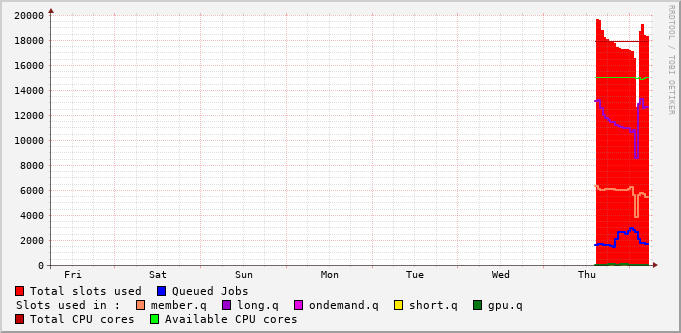 20000
18000
16000
14000
12000
10000
8000
6000
4000
2000
0
Fri Sat Sun Mon Tue Wed Thu
Total slots used Queued Jobs
Slots used in : member.q long.q ondemand.q short.q gpu.q
Total CPU cores Available CPU cores
RRDTOOL / TOBI OETIKER